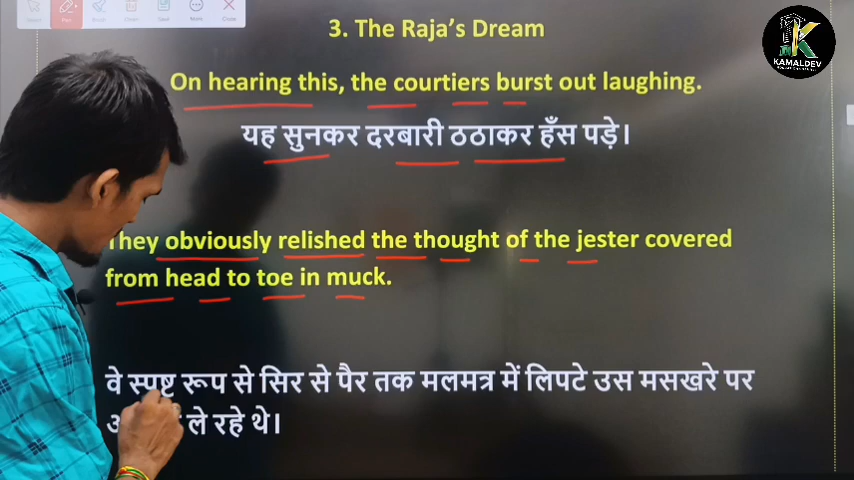 3. The Raja's Dream
KAMALDEV
On hearing this, the courtiers burst out laughing.
यह सुनकर दरबारी ठठाकर हँस पड़े।
They obviously relished the thought of the jester covered
from head to toe in muck.
वे स्पष्ट रूप से सिर से पैर तक मलमत्र में लिपटे उस मसखरे पर
ले रहे थे।